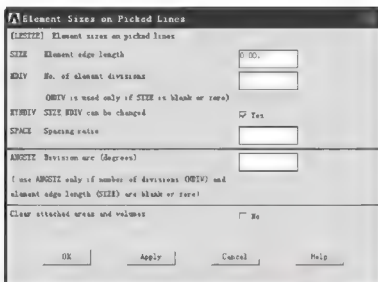 Element Sizes on Picked Lines
[LESIZE] Element sizes on picked lines
SIZE Element edge length
0.00.
NDIV No. of element divisions
(NDIV is used only if SIZE is blank or zero)
KYNDIV SIZE,NDIV can be changed
Yes
SPACE Spacing ratio
ANGSIZ Division arc (degrees)
( use ANGSIZ only if number of divisions (NDIV) and
element edge length (SIZE) are blank or zero)
Clear attached areas and volumes
No
OK Apply Cancel Help